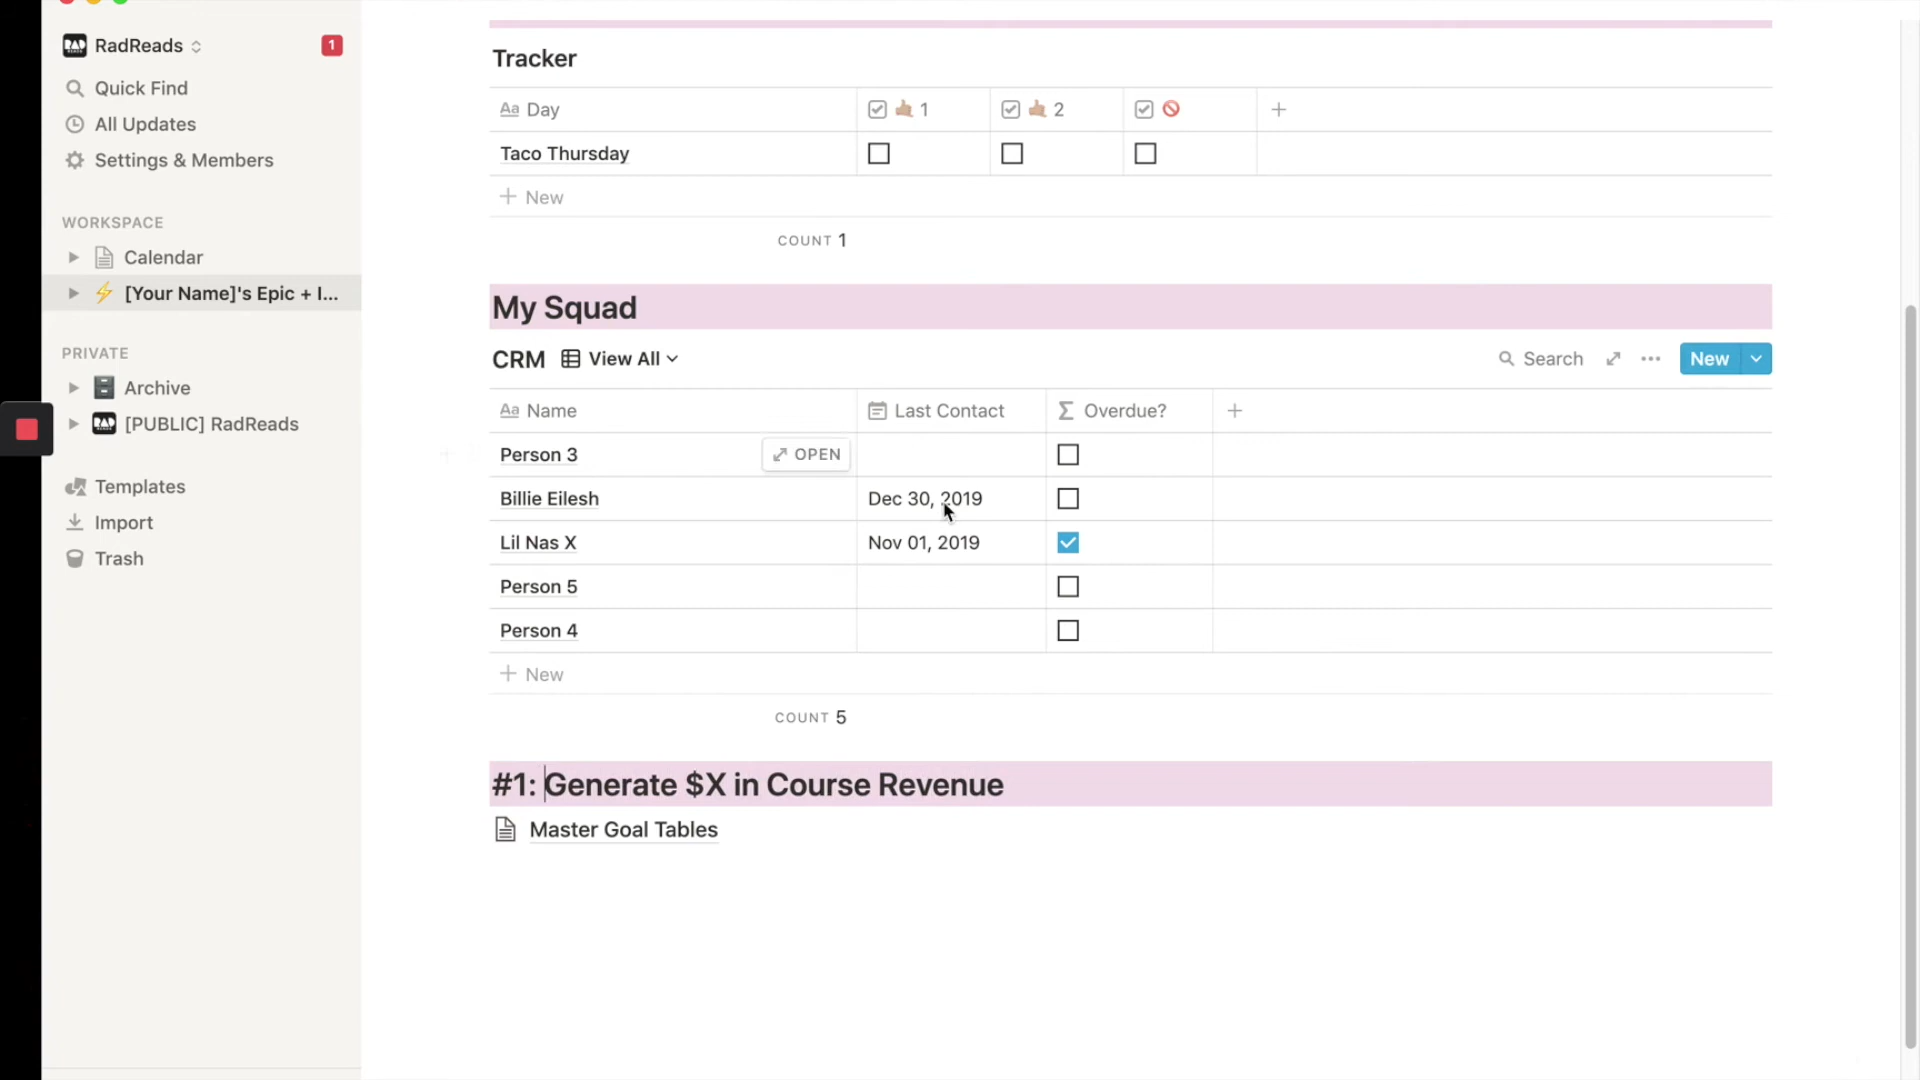 RadReads
1
Quick Find
All Updates
Settings & Members
WORKSPACE
Calendar
[Your Name]'s Epic + I...
PRIVATE
Archive
[PUBLIC] RadReads
Templates
Import
Trash
Tracker
Aa Day 🤙🏼 1 🤙🏼 2 🚫 +
Taco Thursday
+ New
COUNT 1
My Squad
CRM View All Search ••• New
Aa Name Last Contact Σ Overdue? +
Person 3 OPEN
Billie Eilesh Dec 30, 2019
Lil Nas X Nov 01, 2019
Person 5
Person 4
+ New
COUNT 5
#1: Generate $X in Course Revenue
Master Goal Tables